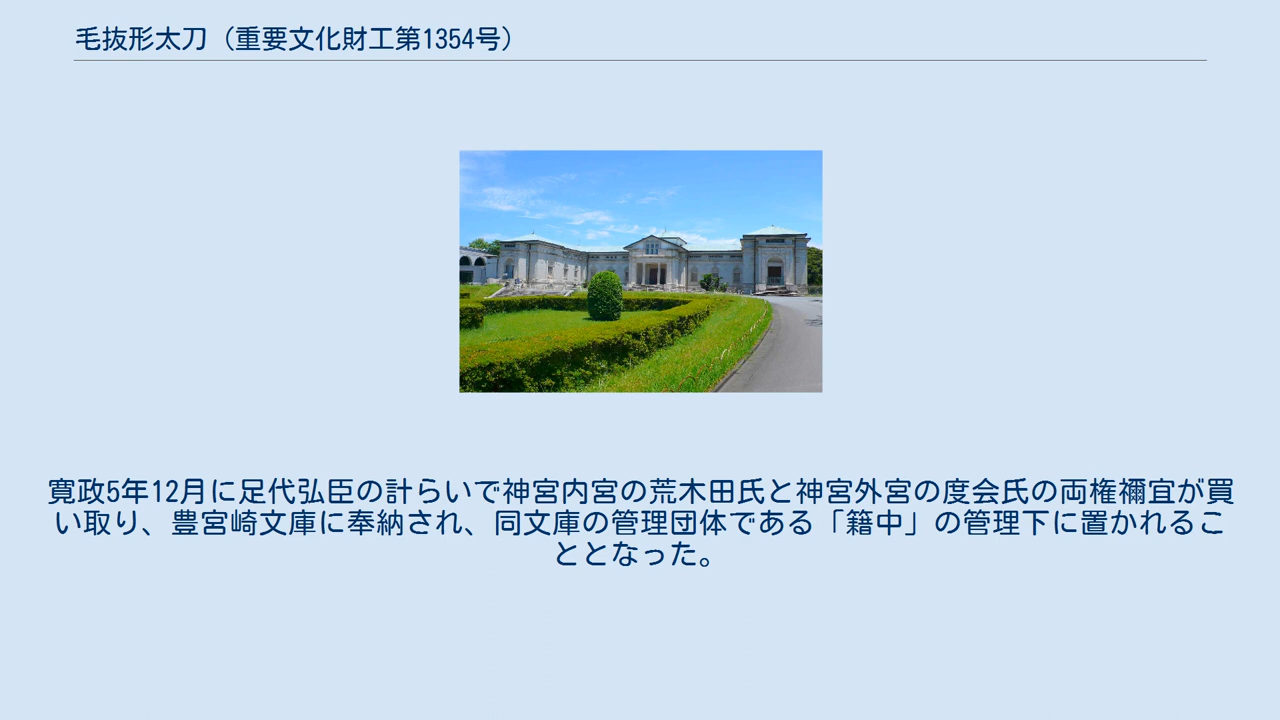 毛抜形太刀（重要文化財工第1354号）
寛政5年12月に足代弘臣の計らいで神宮内宮の荒木田氏と神宮外宮の度会氏の両権禰宜が買
い取り、豊宮崎文庫に奉納され、同文庫の管理団体である「籍中」の管理下に置かれるこ
ととなった。